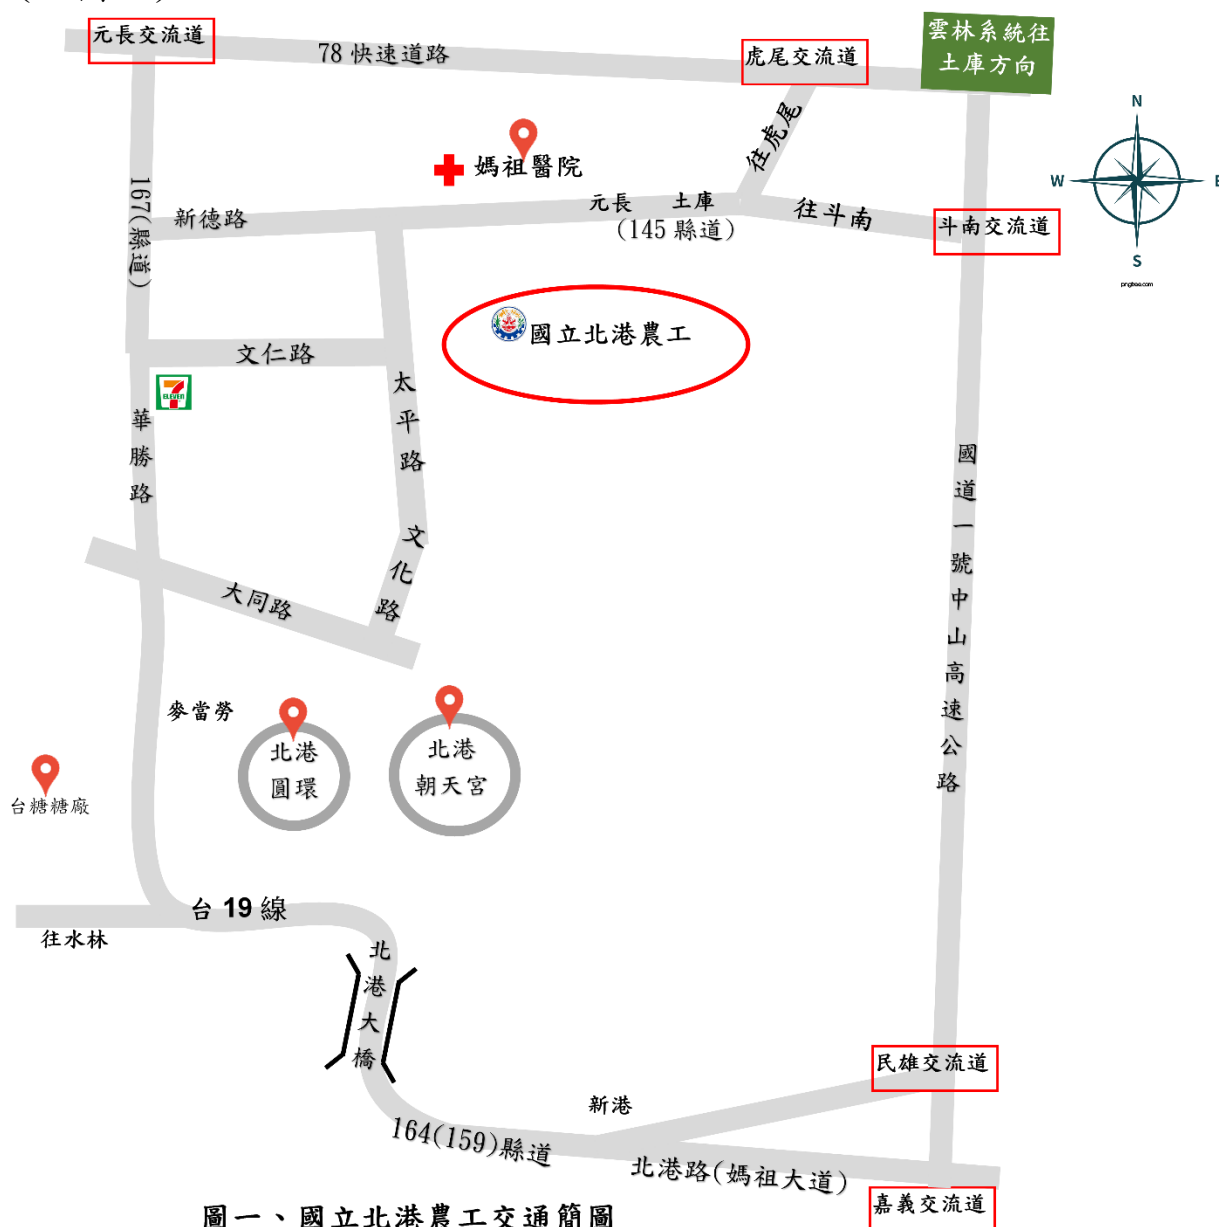 元長交流道
78 快速道路
虎尾交流道
雲林系統往
土庫方向
往虎尾
N
W
E
S
pngtree.com
媽祖醫院
167(縣道)
新德路
元長
土庫
(145 縣道)
往斗南
斗南交流道
國立北港農工
文仁路
7
ELEVEn
太平路
華勝路
國道一號中山高速公路
文化路
大同路
麥當勞
北港
圓環
北港
朝天宮
台糖糖廠
台 19 線
往水林
北港大橋
民雄交流道
新港
164(159)縣道
北港路(媽祖大道)
嘉義交流道
圖一、國立北港農工交通簡圖